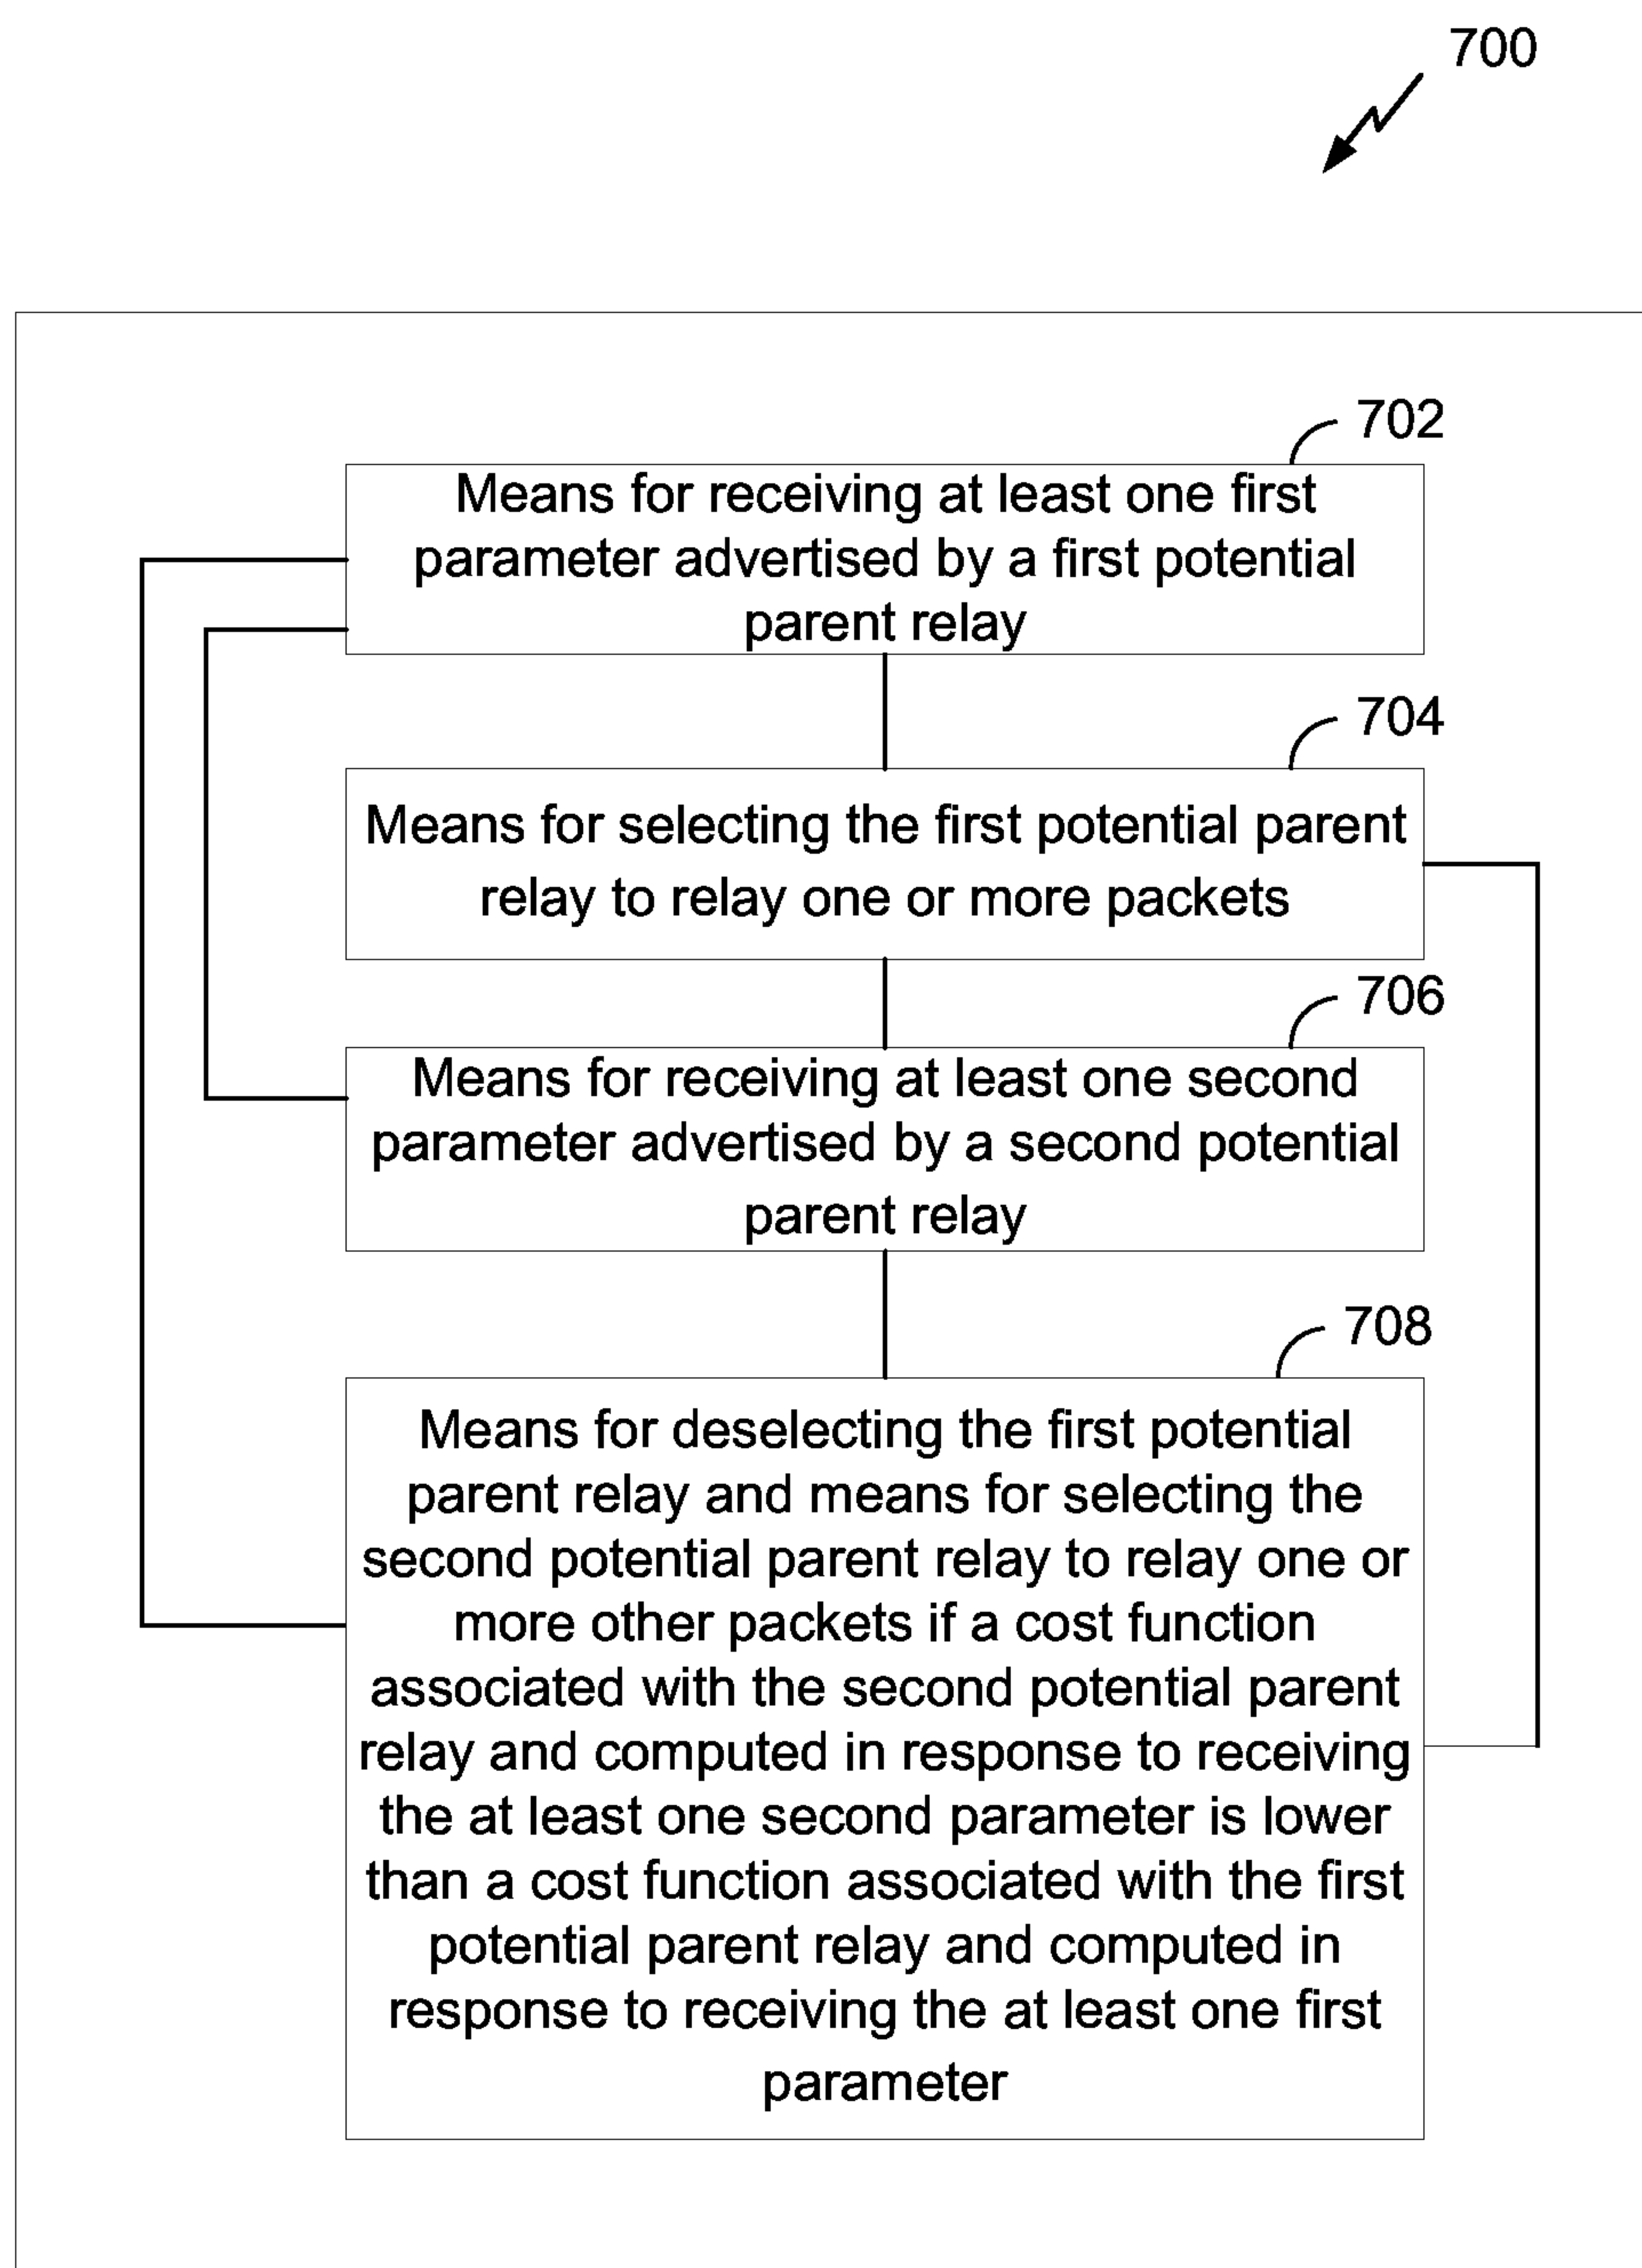 700
702
Means for receiving at least one first
parameter advertised by a first potential
parent relay
704
Means for selecting the first potential parent
relay to relay one or more packets
706
Means for receiving at least one second
parameter advertised by a second potential
parent relay
708
Means for deselecting the first potential
parent relay and means for selecting the
second potential parent relay to relay one or
more other packets if a cost function
associated with the second potential parent
relay and computed in response to receiving
the at least one second parameter is lower
than a cost function associated with the first
potential parent relay and computed in
response to receiving the at least one first
parameter